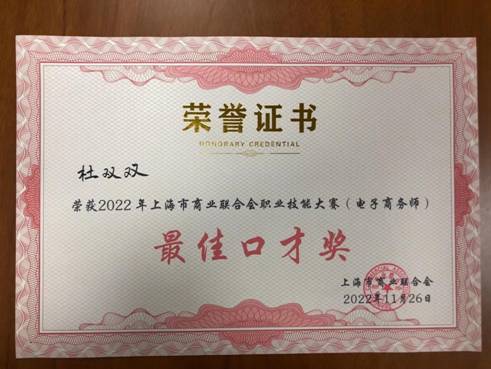 荣誉证书
HONORARY CREDENTIAL
杜双双
荣获2022年上海市商业联合会职业技能大赛（电子商务师）
最佳口才奖
上海市商业联合会
2022年11月26日